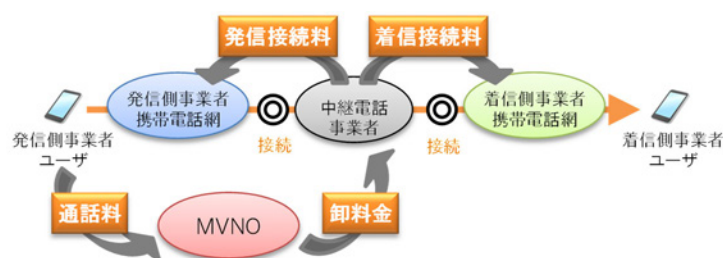 発信接続料
着信接続料
発信側事業者
携帯電話網
中継電話
事業者
着信側事業者
携帯電話網
接続
接続
発信側事業者
ユーザ
着信側事業者
ユーザ
通話料
MVNO
卸料金